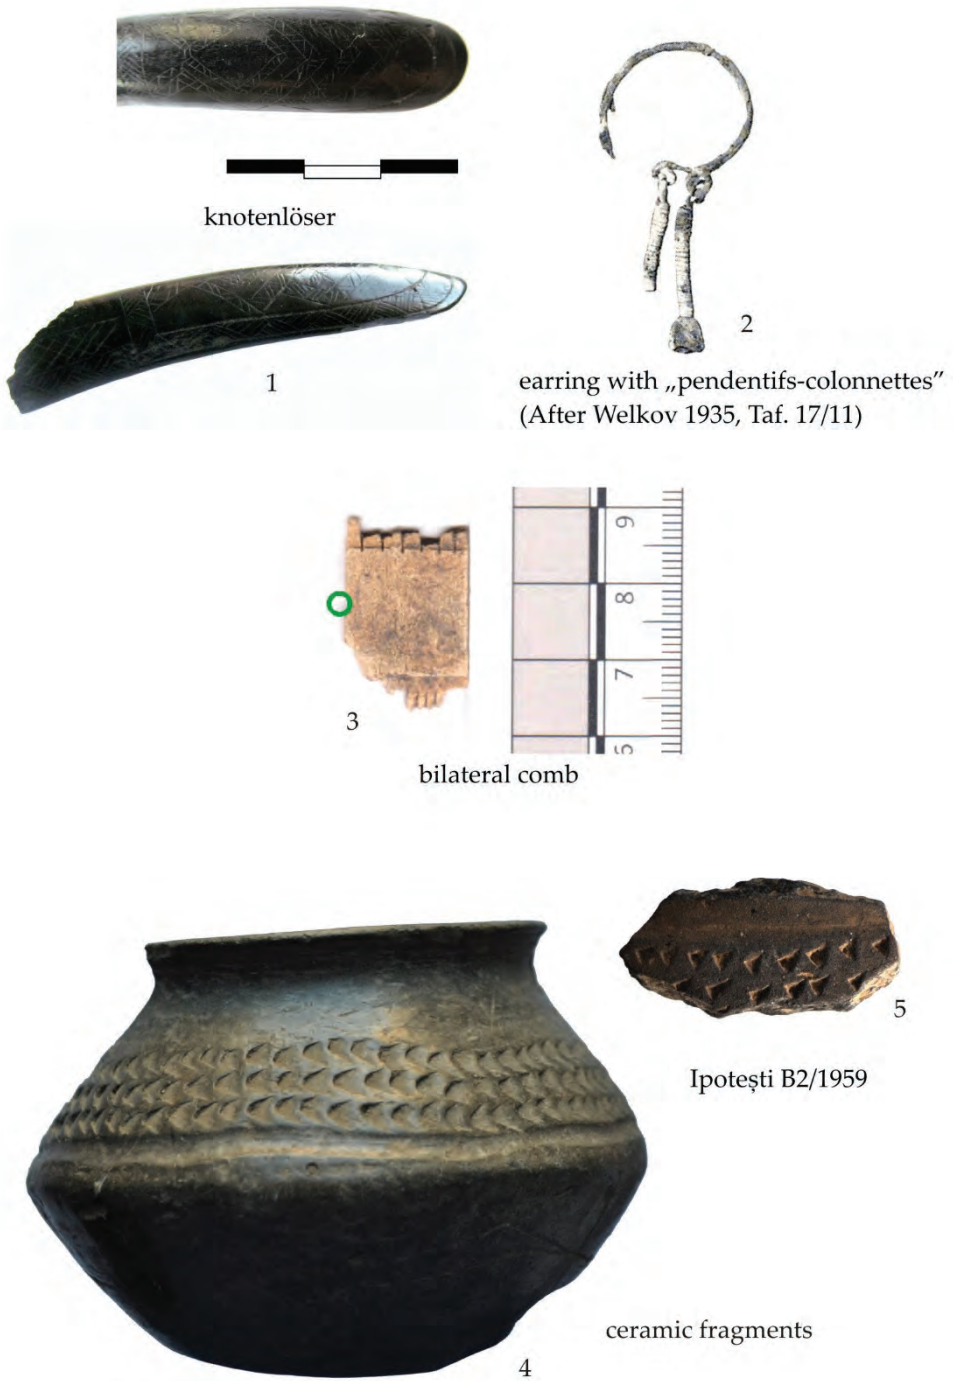 knotenlöser
1
2
earring with „pendentifs-colonnettes”
(After Welkov 1935, Taf. 17/11)
9
8
7
3
bilateral comb
5
Ipotești B2/1959
ceramic fragments
4